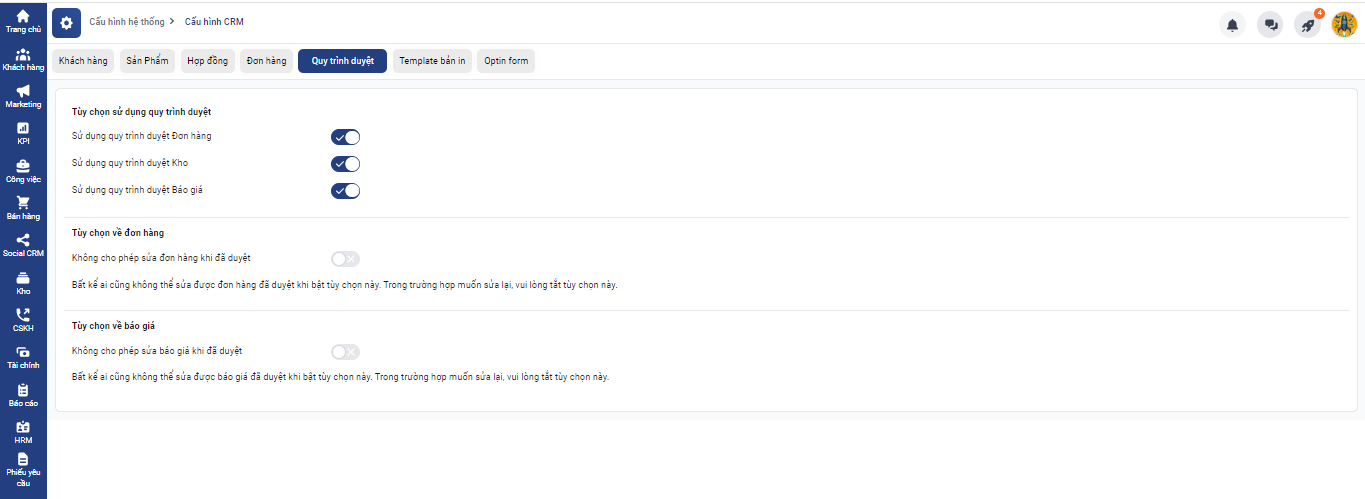 Cấu hình hệ thống
Cấu hình CRM
4
Trang chủ
Khách hàng
Marketing
KPI
Công việc
Bán hàng
Social CRM
Kho
CSKH
Tài chính
Báo cáo
HRM
Phiếu yêu
cầu
Khách hàng
Sản Phẩm
Hợp đồng
Đơn hàng
Quy trình duyệt
Template bản in
Optin form
Tùy chọn sử dụng quy trình duyệt
Sử dụng quy trình duyệt Đơn hàng
Sử dụng quy trình duyệt Kho
Sử dụng quy trình duyệt Báo giá
Tùy chọn về đơn hàng
Không cho phép sửa đơn hàng khi đã duyệt
Bất kể ai cũng không thể sửa được đơn hàng đã duyệt khi bật tùy chọn này. Trong trường hợp muốn sửa lại, vui lòng tắt tùy chọn này.
Tùy chọn về báo giá
Không cho phép sửa báo giá khi đã duyệt
Bất kể ai cũng không thể sửa được báo giá đã duyệt khi bật tùy chọn này. Trong trường hợp muốn sửa lại, vui lòng tắt tùy chọn này.